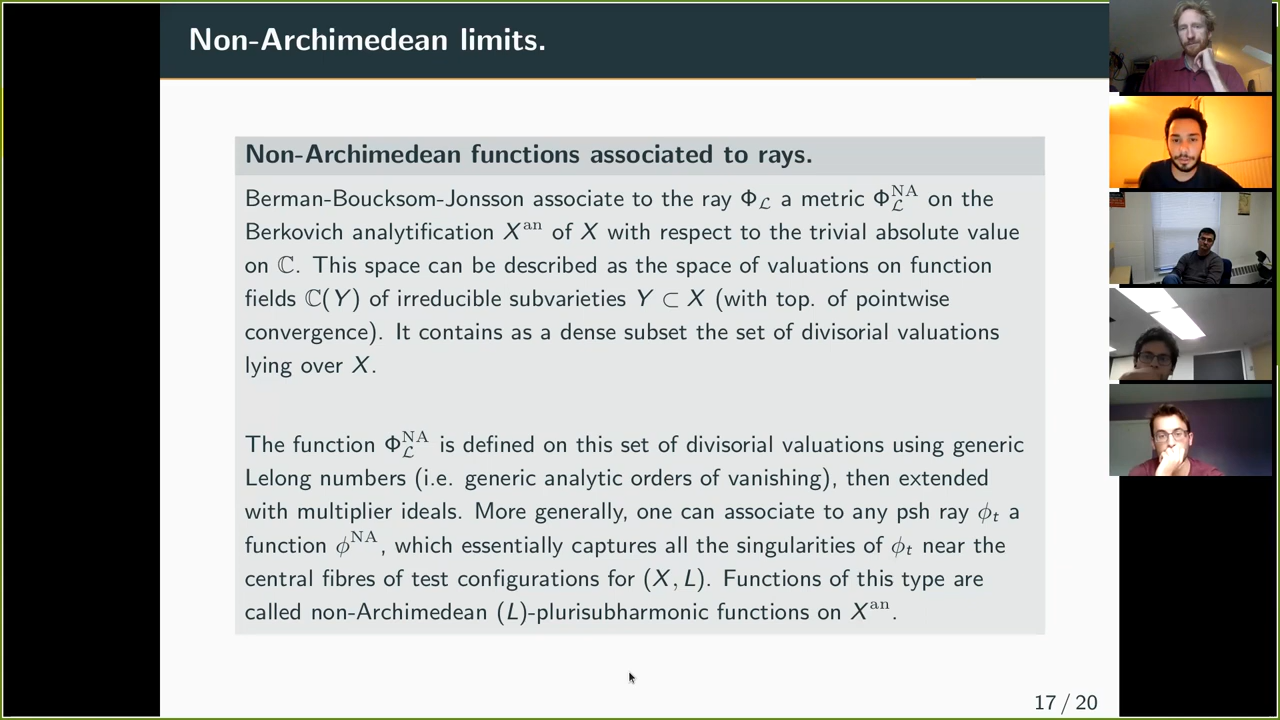 Non-Archimedean limits.
Non-Archimedean functions associated to rays.
Berman-Boucksom-Jonsson associate to the ray Φ_ℒ a metric Φ_ℒ^NA on the
Berkovich analytification X^an of X with respect to the trivial absolute value
on ℂ. This space can be described as the space of valuations on function
fields ℂ(Y) of irreducible subvarieties Y ⊂ X (with top. of pointwise
convergence). It contains as a dense subset the set of divisorial valuations
lying over X.
The function Φ_ℒ^NA is defined on this set of divisorial valuations using generic
Lelong numbers (i.e. generic analytic orders of vanishing), then extended
with multiplier ideals. More generally, one can associate to any psh ray ϕ_t a
function ϕ^NA, which essentially captures all the singularities of ϕ_t near the
central fibres of test configurations for (X, L). Functions of this type are
called non-Archimedean (L)-plurisubharmonic functions on X^an.
17 / 20